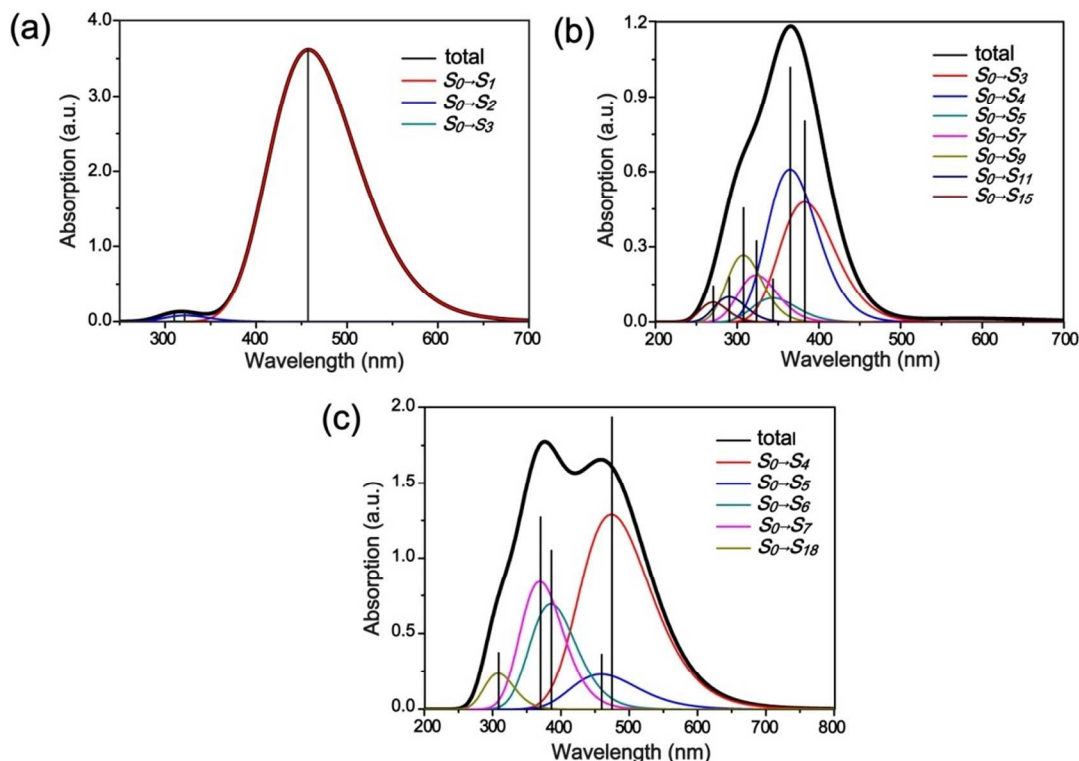 (a)
4.0
3.0
2.0
1.0
0.0
Absorption (a.u.)
300 400 500 600 700
Wavelength (nm)
total
S0→S1
S0→S2
S0→S3
(b)
1.2
0.9
0.6
0.3
0.0
Absorption (a.u.)
200 300 400 500 600 700
Wavelength (nm)
total
S0→S3
S0→S4
S0→S5
S0→S7
S0→S9
S0→S11
S0→S15
(c)
2.0
1.5
1.0
0.5
0.0
Absorption (a.u.)
200 300 400 500 600 700 800
Wavelength (nm)
total
S0→S4
S0→S5
S0→S6
S0→S7
S0→S18